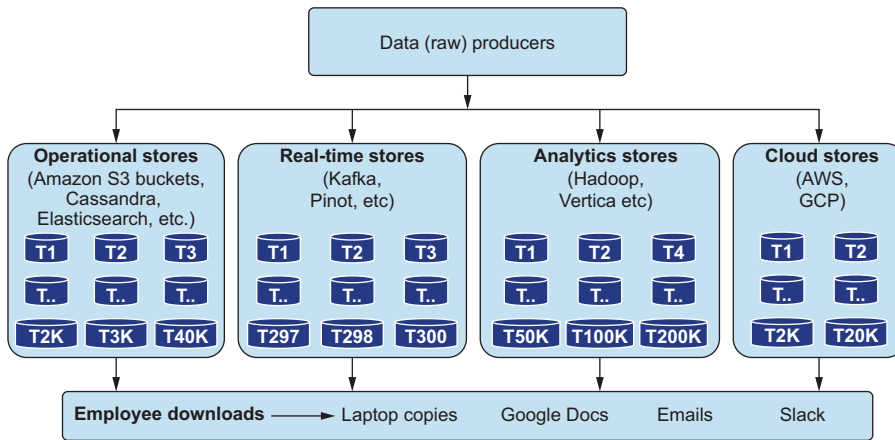 Data (raw) producers
Operational stores
(Amazon S3 buckets,
Cassandra,
Elasticsearch, etc.)
T1 T2 T3
T.. T.. T..
T2K T3K T40K
Real-time stores
(Kafka,
Pinot, etc)
T1 T2 T3
T.. T.. T..
T297 T298 T300
Analytics stores
(Hadoop,
Vertica etc)
T1 T2 T4
T.. T.. T..
T50K T100K T200K
Cloud stores
(AWS,
GCP)
T1 T2
T.. T..
T2K T20K
Employee downloads Laptop copies Google Docs Emails Slack